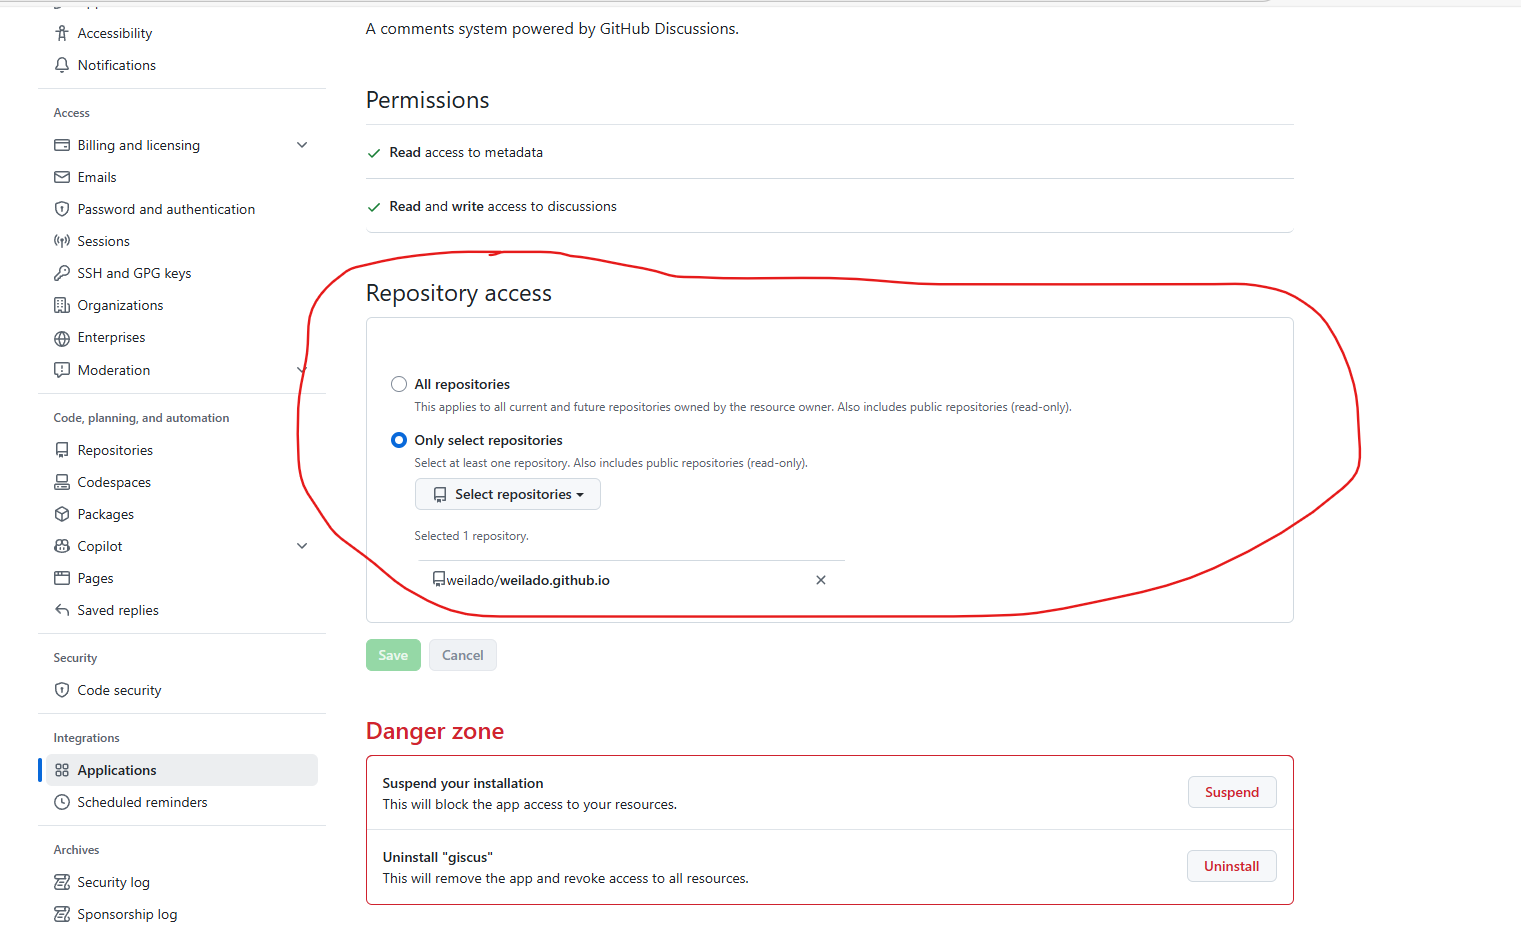 Accessibility
Notifications
Access
Billing and licensing
Emails
Password and authentication
Sessions
SSH and GPG keys
Organizations
Enterprises
Moderation
Code, planning, and automation
Repositories
Codespaces
Packages
Copilot
Pages
Saved replies
Security
Code security
Integrations
Applications
Scheduled reminders
Archives
Security log
Sponsorship log
A comments system powered by GitHub Discussions.
Permissions
Read access to metadata
Read and write access to discussions
Repository access
All repositories
This applies to all current and future repositories owned by the resource owner. Also includes public repositories (read-only).
Only select repositories
Select at least one repository. Also includes public repositories (read-only).
Select repositories
Selected 1 repository.
weilado/weilado.github.io
Save Cancel
Danger zone
Suspend your installation
This will block the app access to your resources.
Suspend
Uninstall "giscus"
This will remove the app and revoke access to all resources.
Uninstall